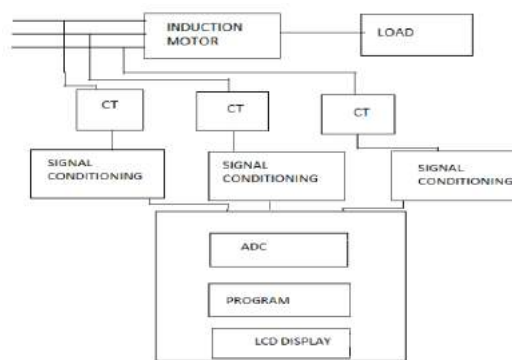 INDUCTION
MOTOR
LOAD
CT
CT
CT
SIGNAL
CONDITIONING
SIGNAL
CONDITIONING
SIGNAL
CONDITIONING
ADC
PROGRAM
LCD DISPLAY